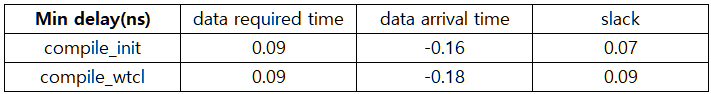 Min delay(ns) data required time data arrival time slack
compile_init 0.09 -0.16 0.07
compile_wtcl 0.09 -0.18 0.09